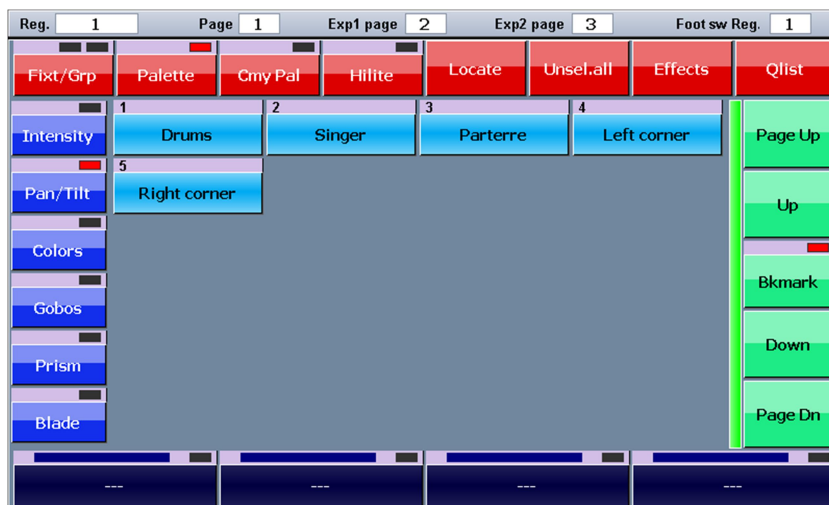 Reg. 1 Page 1 Exp1 page 2 Exp2 page 3 Foot sw Reg. 1
Fixt/Grp Palette Cmy Pal Hilite Locate Unsel.all Effects Qlist
1 2 3 4
Intensity Drums Singer Parterre Left corner Page Up
5
Pan/Tilt Right corner Up
Colors
Bkmark
Gobos
Down
Prism
Page Dn
Blade
--- --- --- ---